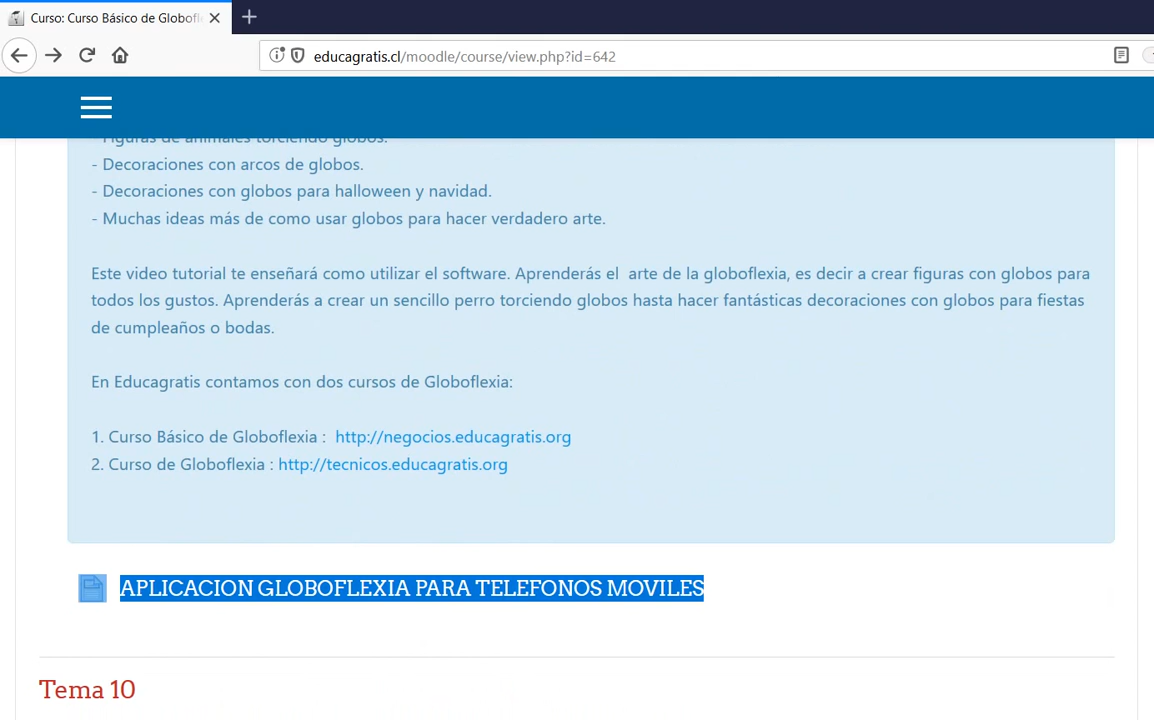 Curso: Curso Básico de Globofl
educagratis.cl/moodle/course/view.php?id=642
- Figuras de animales torciendo globos.
- Decoraciones con arcos de globos.
- Decoraciones con globos para halloween y navidad.
- Muchas ideas más de como usar globos para hacer verdadero arte.
Este video tutorial te enseñará como utilizar el software. Aprenderás el  arte de la globoflexia, es decir a crear figuras con globos para
todos los gustos. Aprenderás a crear un sencillo perro torciendo globos hasta hacer fantásticas decoraciones con globos para fiestas
de cumpleaños o bodas.
En Educagratis contamos con dos cursos de Globoflexia:
1. Curso Básico de Globoflexia :  http://negocios.educagratis.org
2. Curso de Globoflexia : http://tecnicos.educagratis.org
APLICACION GLOBOFLEXIA PARA TELEFONOS MOVILES
Tema 10